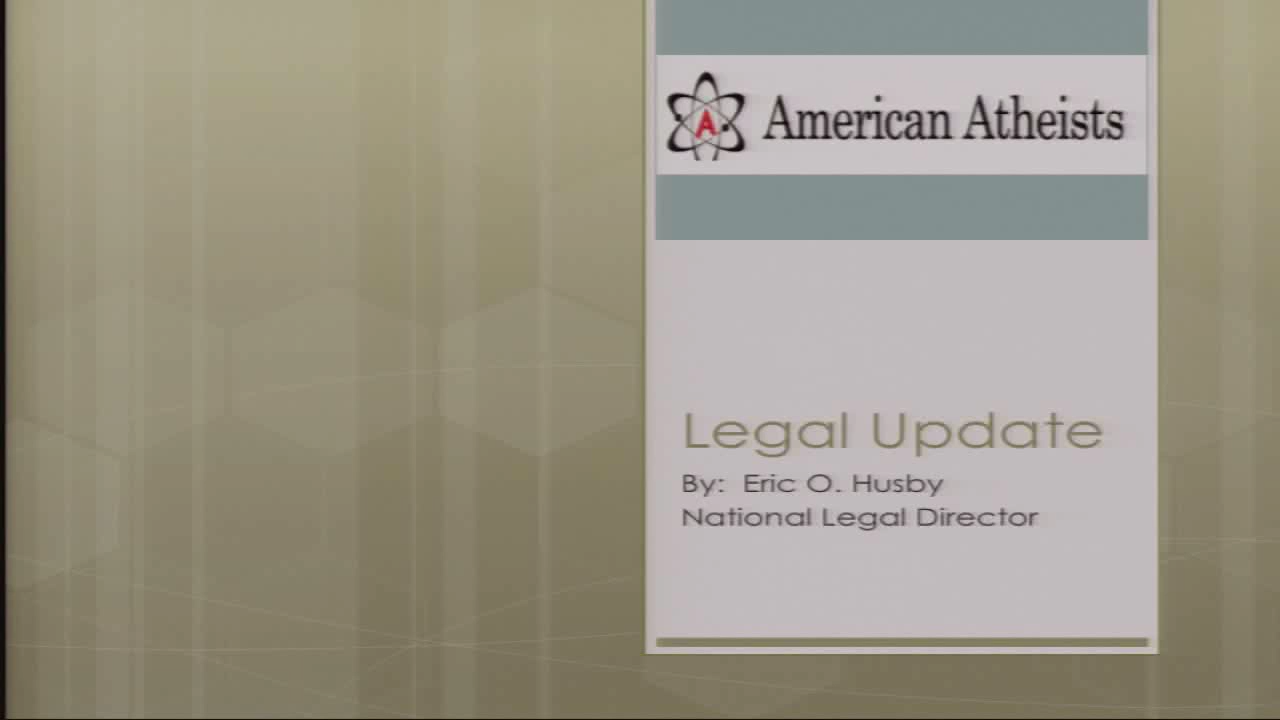 A American Atheists
Legal Update
By: Eric O. Husby
National Legal Director